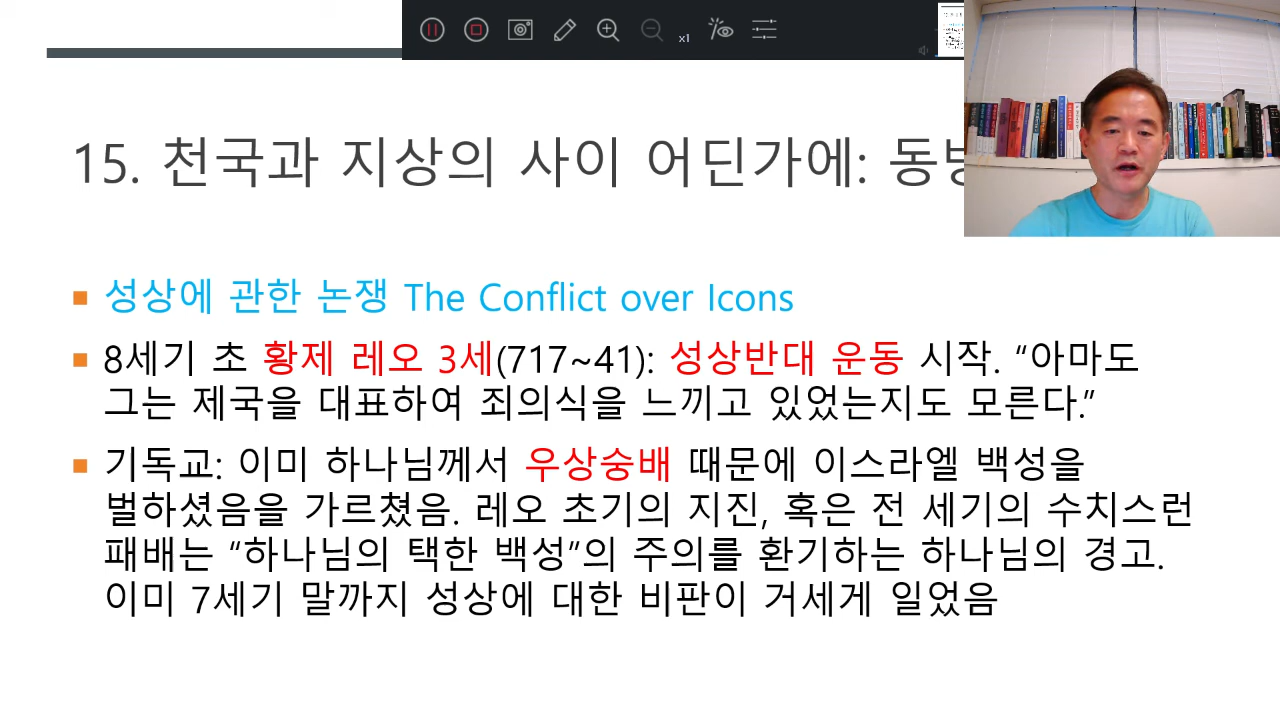 x1
15. 천국과 지상의 사이 어딘가에: 동
성상에 관한 논쟁 The Conflict over Icons
8세기 초 황제 레오 3세(717~41): 성상반대 운동 시작. “아마도
그는 제국을 대표하여 죄의식을 느끼고 있었는지도 모른다.”
기독교: 이미 하나님께서 우상숭배 때문에 이스라엘 백성을
벌하셨음을 가르쳤음. 레오 초기의 지진, 혹은 전 세기의 수치스런
패배는 “하나님의 택한 백성”의 주의를 환기하는 하나님의 경고.
이미 7세기 말까지 성상에 대한 비판이 거세게 일었음